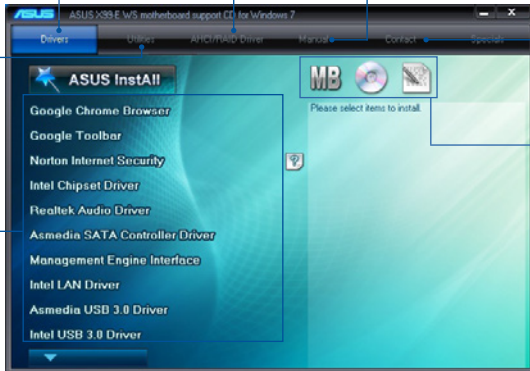 ASUS ASUS X99-E WS motherboard support CD for Windows 7
Drivers Utilities AHCI/RAID Driver Manual Contact Specials
ASUS InstAll
MB
Please select items to install.
Google Chrome Browser
Google Toolbar
Norton Internet Security
Intel Chipset Driver
Realtek Audio Driver
Asmedia SATA Controller Driver
Management Engine Interface
Intel LAN Driver
Asmedia USB 3.0 Driver
Intel USB 3.0 Driver